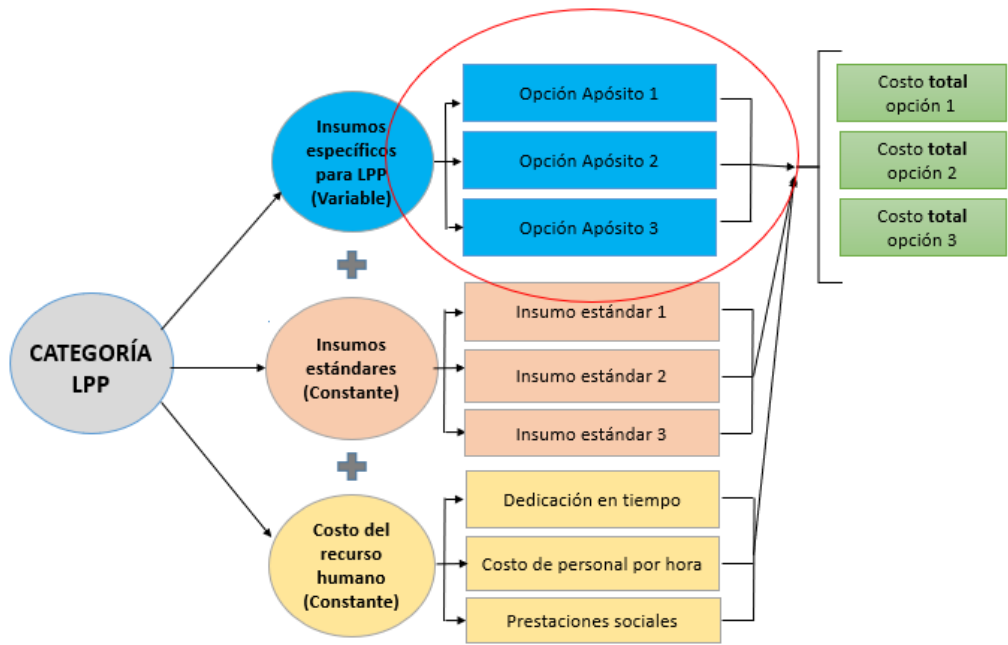 CATEGORÍA
LPP
Insumos
específicos
para LPP
(Variable)
Opción Apósito 1
Opción Apósito 2
Opción Apósito 3
Insumos
estándares
(Constante)
Insumo estándar 1
Insumo estándar 2
Insumo estándar 3
Costo del
recurso
humano
(Constante)
Dedicación en tiempo
Costo de personal por hora
Prestaciones sociales
Costo total
opción 1
Costo total
opción 2
Costo total
opción 3